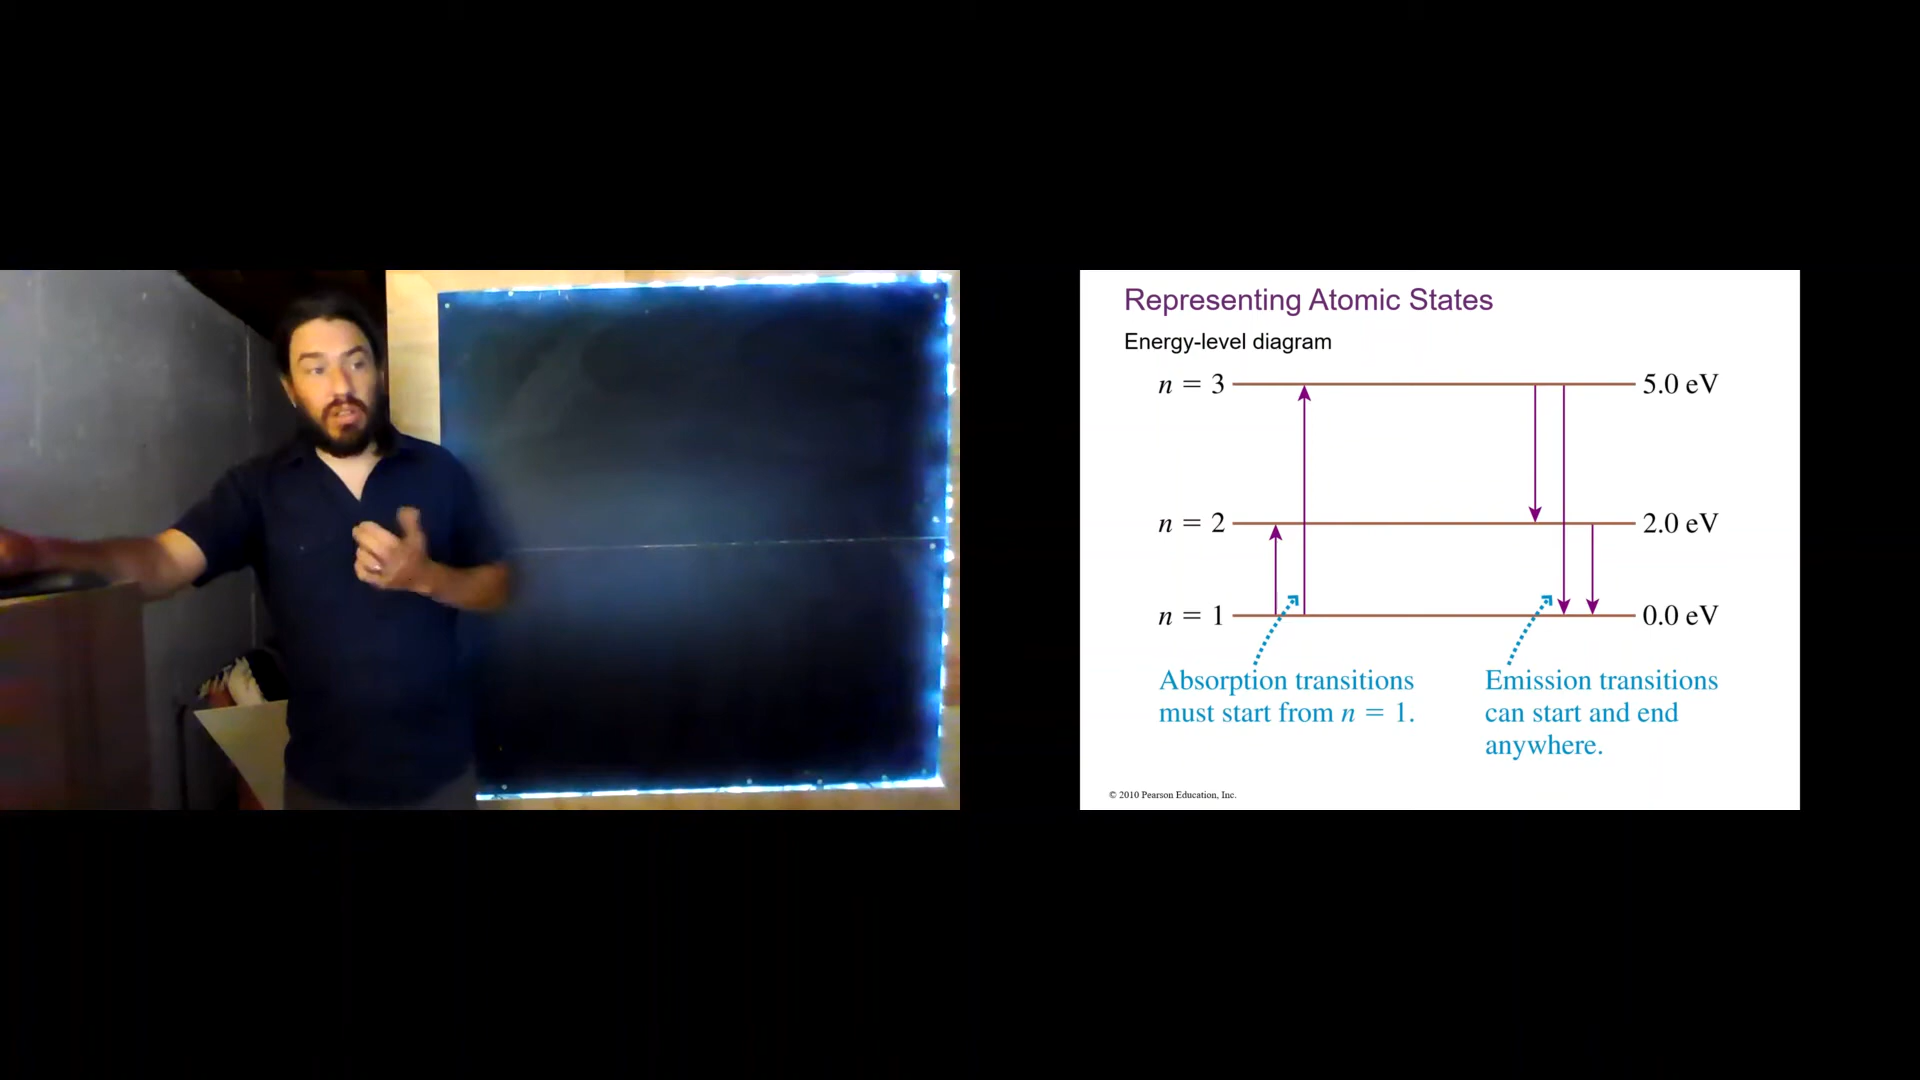 Representing Atomic States
Energy-level diagram
n = 3 5.0 eV
n = 2 2.0 eV
n = 1 0.0 eV
Absorption transitions
must start from n = 1.
Emission transitions
can start and end
anywhere.
© 2010 Pearson Education, Inc.